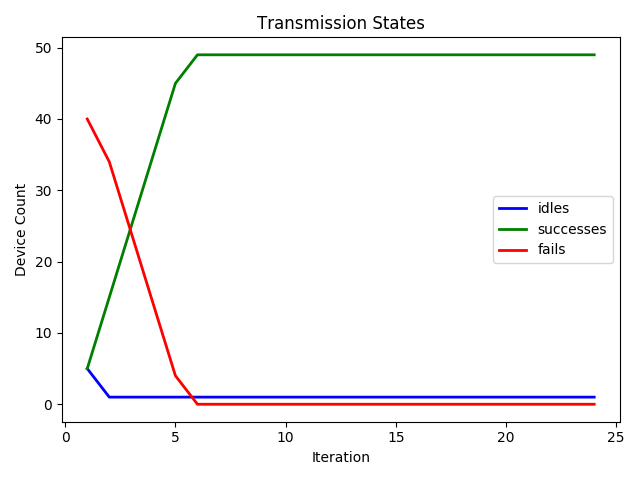 Transmission States
Device Count
50
40
30
20
10
0
idles
successes
fails
0 5 10 15 20 25
Iteration